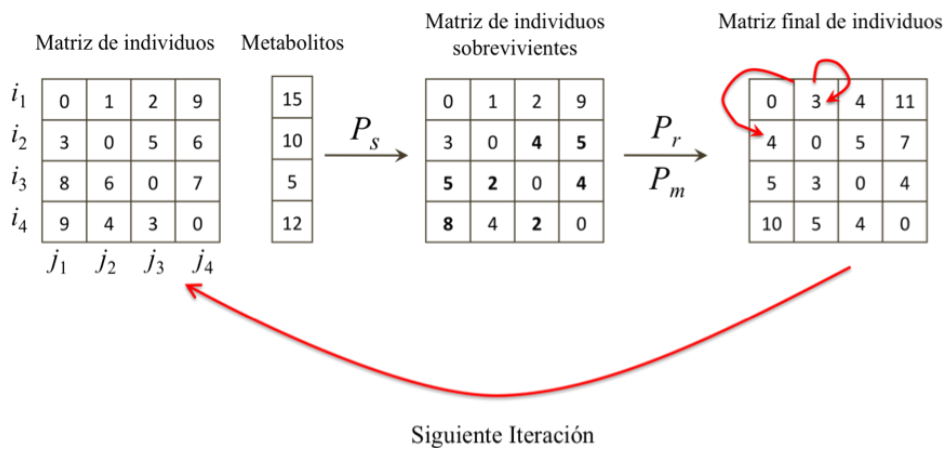 Matriz de individuos
Metabolitos
Matriz de individuos
sobrevivientes
Matriz final de individuos
i1 0 1 2 9
i2 3 0 5 6
i3 8 6 0 7
i4 9 4 3 0
j1 j2 j3 j4
15
10
5
12
Ps
0 1 2 9
3 0 4 5
5 2 0 4
8 4 2 0
Pr
Pm
0 3 4 11
4 0 5 7
5 3 0 4
10 5 4 0
Siguiente Iteración